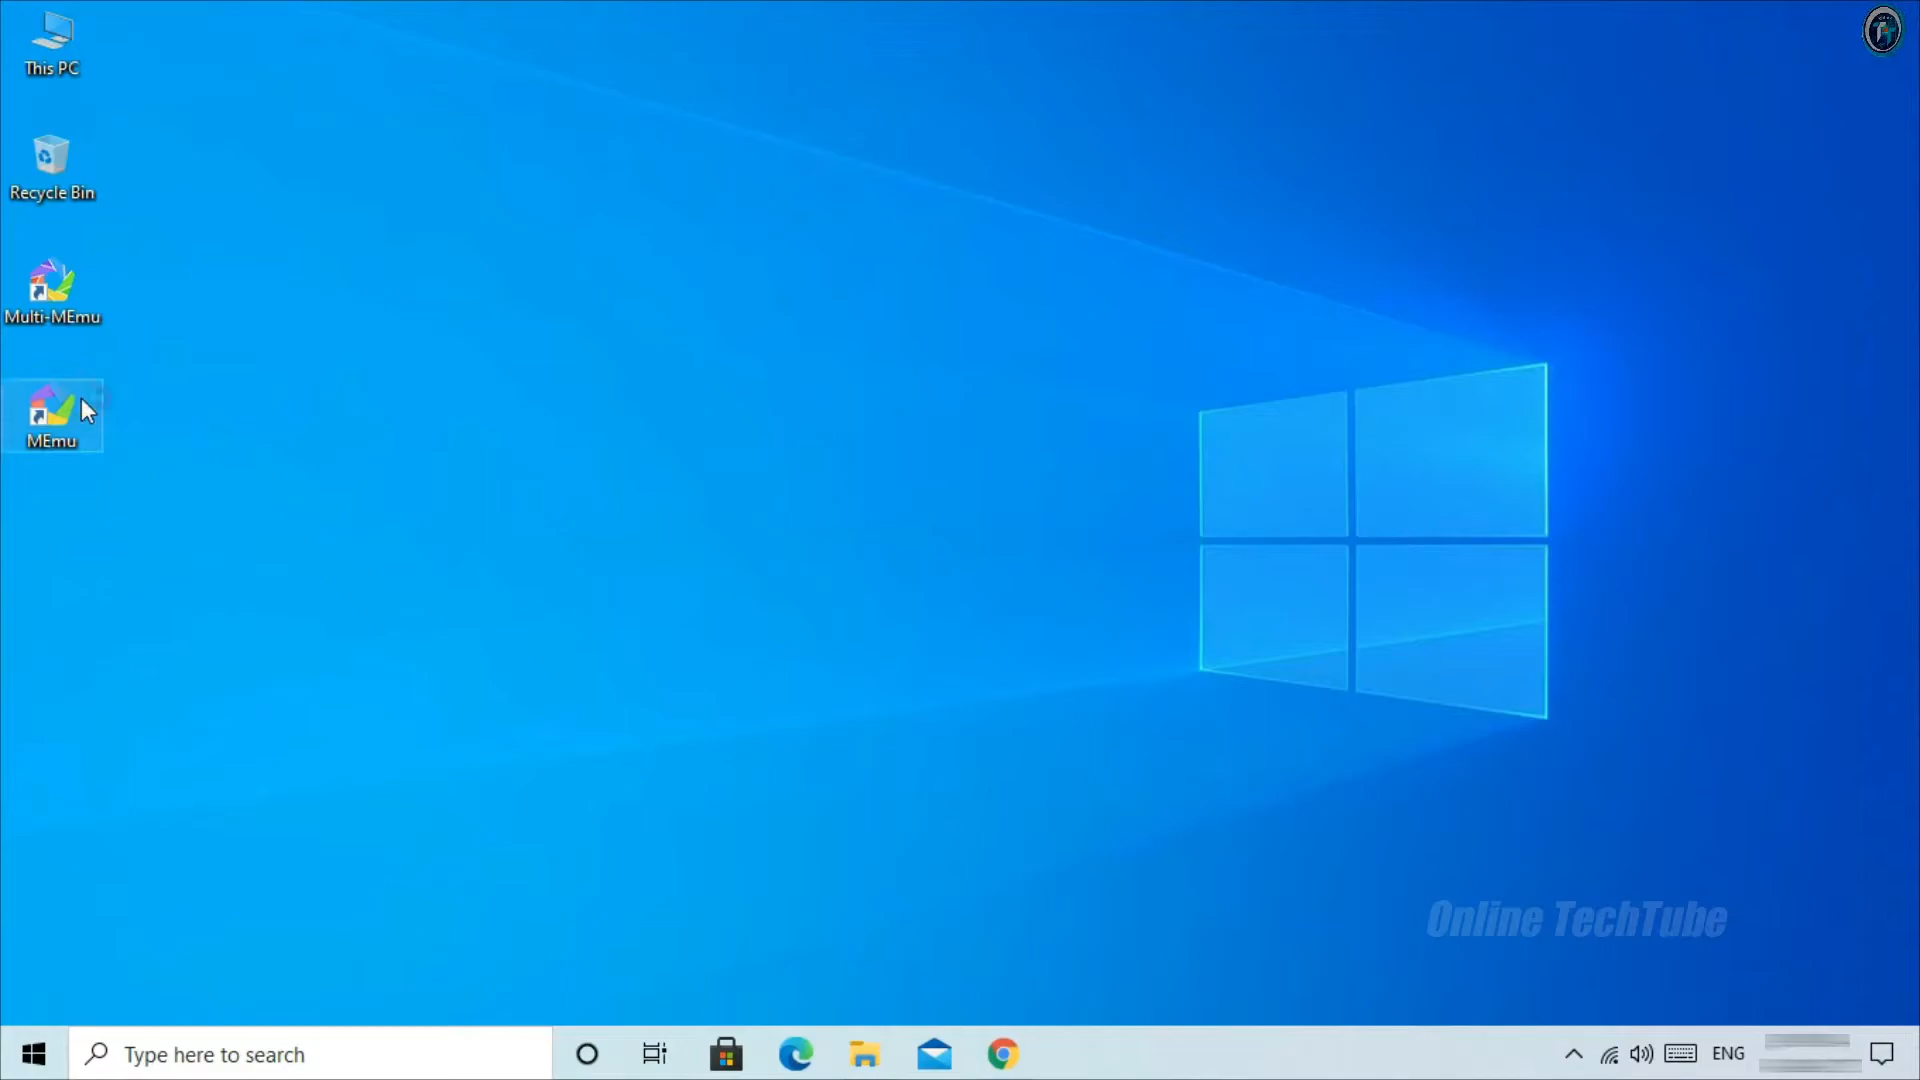 This PC
Recycle Bin
Multi-MEmu
MEmu
Online TechTube
Type here to search
ENG